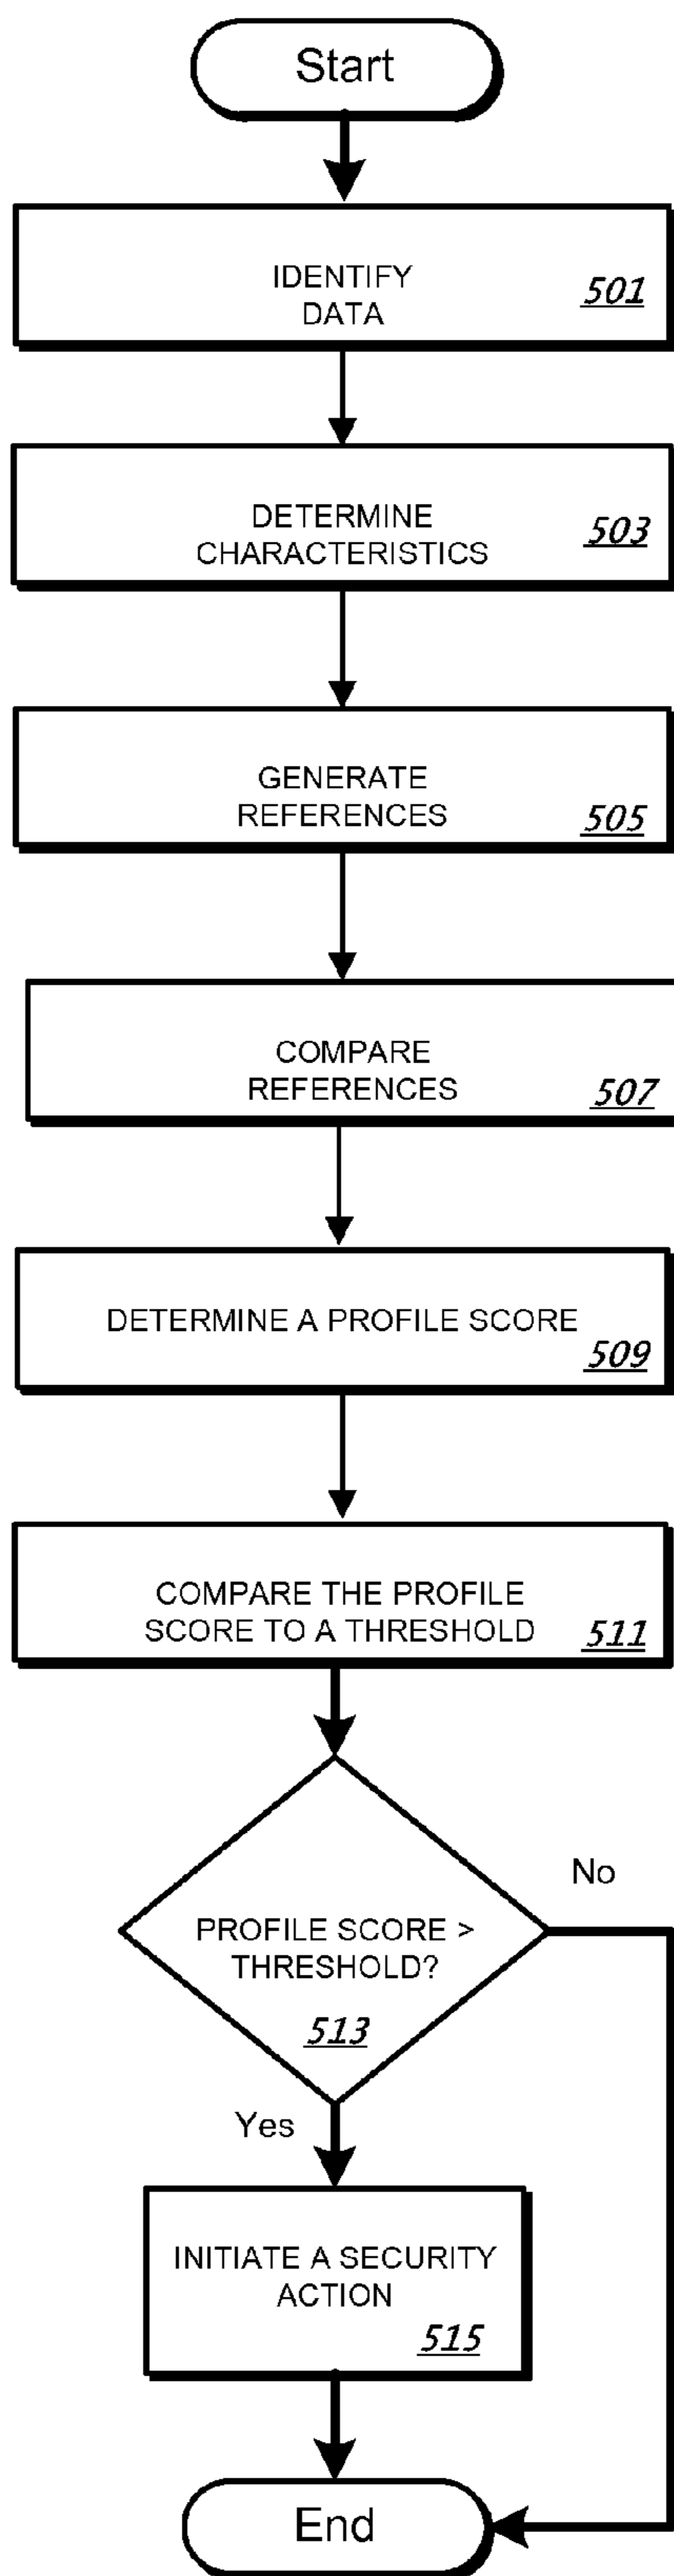 Start
IDENTIFY
DATA
501
DETERMINE
CHARACTERISTICS
503
GENERATE
REFERENCES
505
COMPARE
REFERENCES
507
DETERMINE A PROFILE SCORE
509
COMPARE THE PROFILE
SCORE TO A THRESHOLD
511
No
PROFILE SCORE >
THRESHOLD?
513
Yes
INITIATE A SECURITY
ACTION
515
End